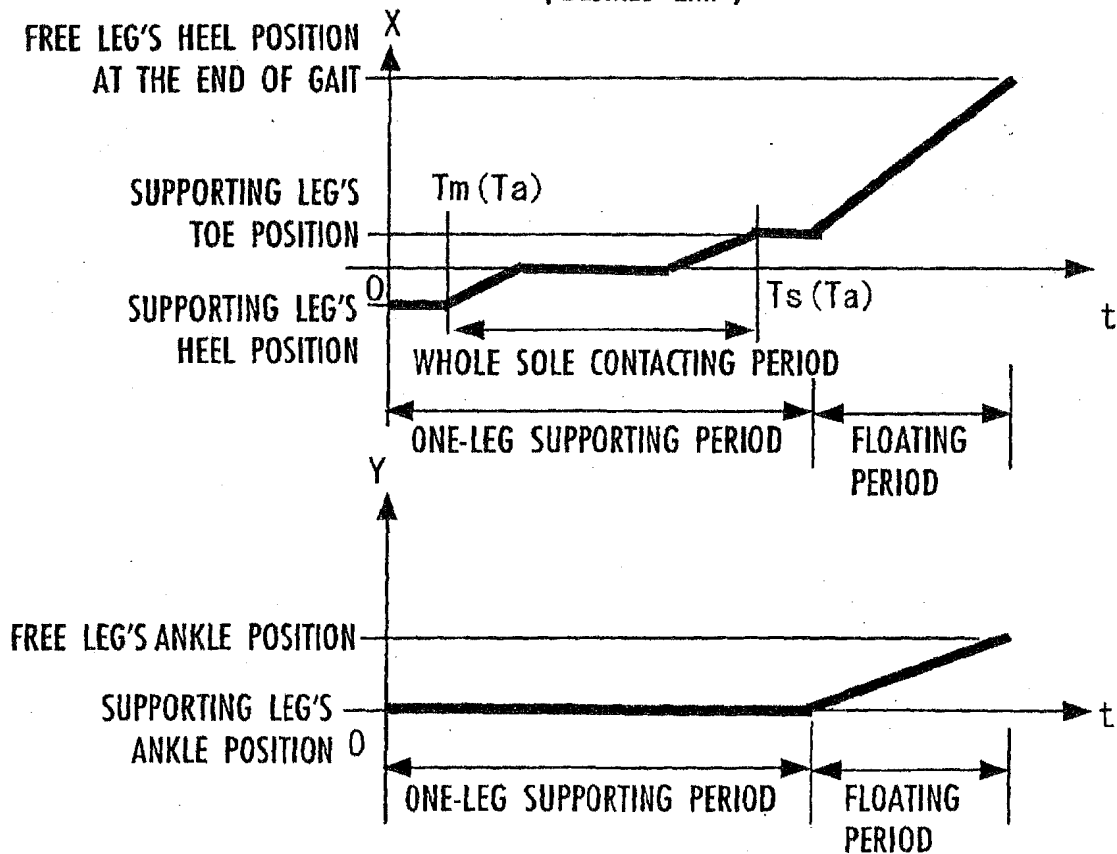 X
FREE LEG'S HEEL POSITION
AT THE END OF GAIT
SUPPORTING LEG'S
TOE POSITION
Tm(Ta)
0
SUPPORTING LEG'S
HEEL POSITION
Ts(Ta)
t
WHOLE SOLE CONTACTING PERIOD
ONE-LEG SUPPORTING PERIOD
FLOATING
PERIOD
Y
FREE LEG'S ANKLE POSITION
SUPPORTING LEG'S
ANKLE POSITION
0
t
ONE-LEG SUPPORTING PERIOD
FLOATING
PERIOD